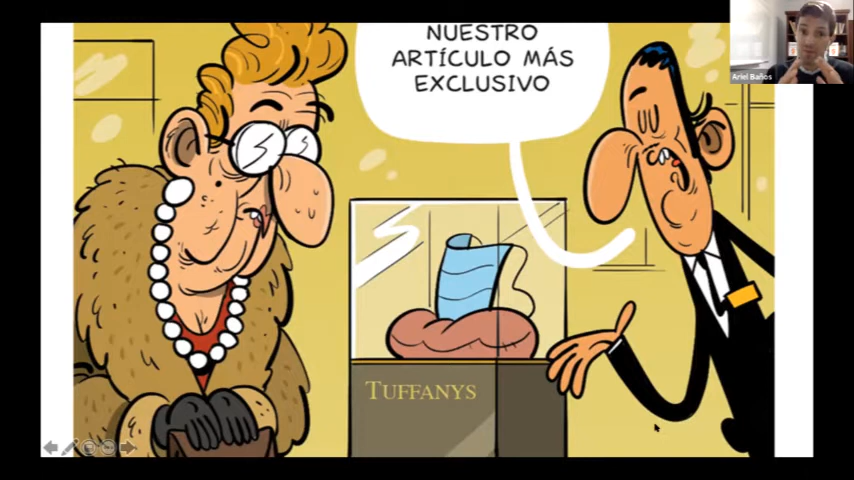 NUESTRO
ARTÍCULO MÁS
EXCLUSIVO
Ariel Baños
TUFFANYS